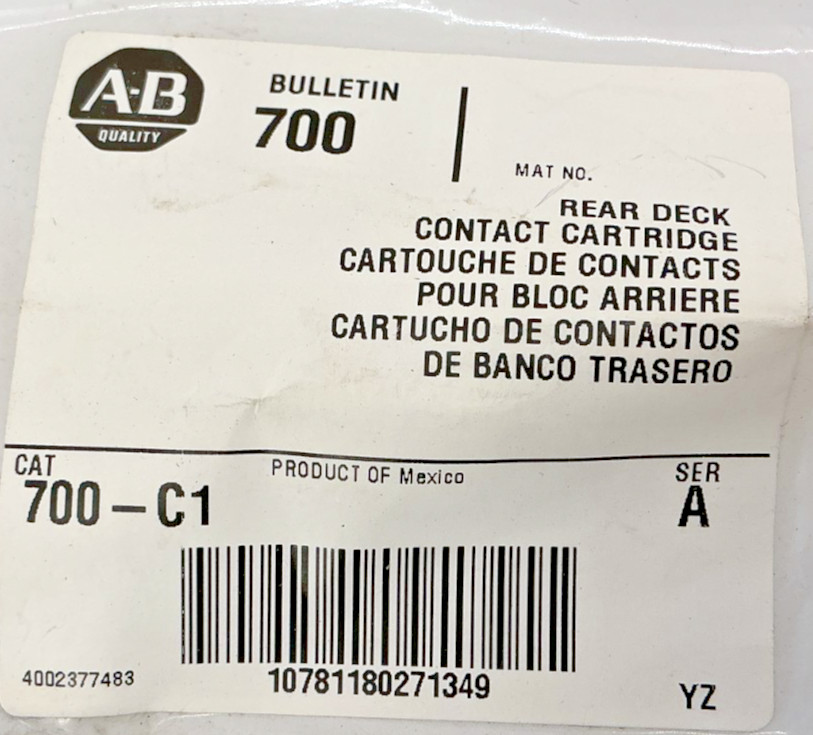 A-B
QUALITY
BULLETIN
700
MAT NO.
REAR DECK
CONTACT CARTRIDGE
CARTOUCHE DE CONTACTS
POUR BLOC ARRIERE
CARTUCHO DE CONTACTOS
DE BANCO TRASERO
CAT
700-C1
PRODUCT OF Mexico
SER
A
10781180271349
4002377483
YZ